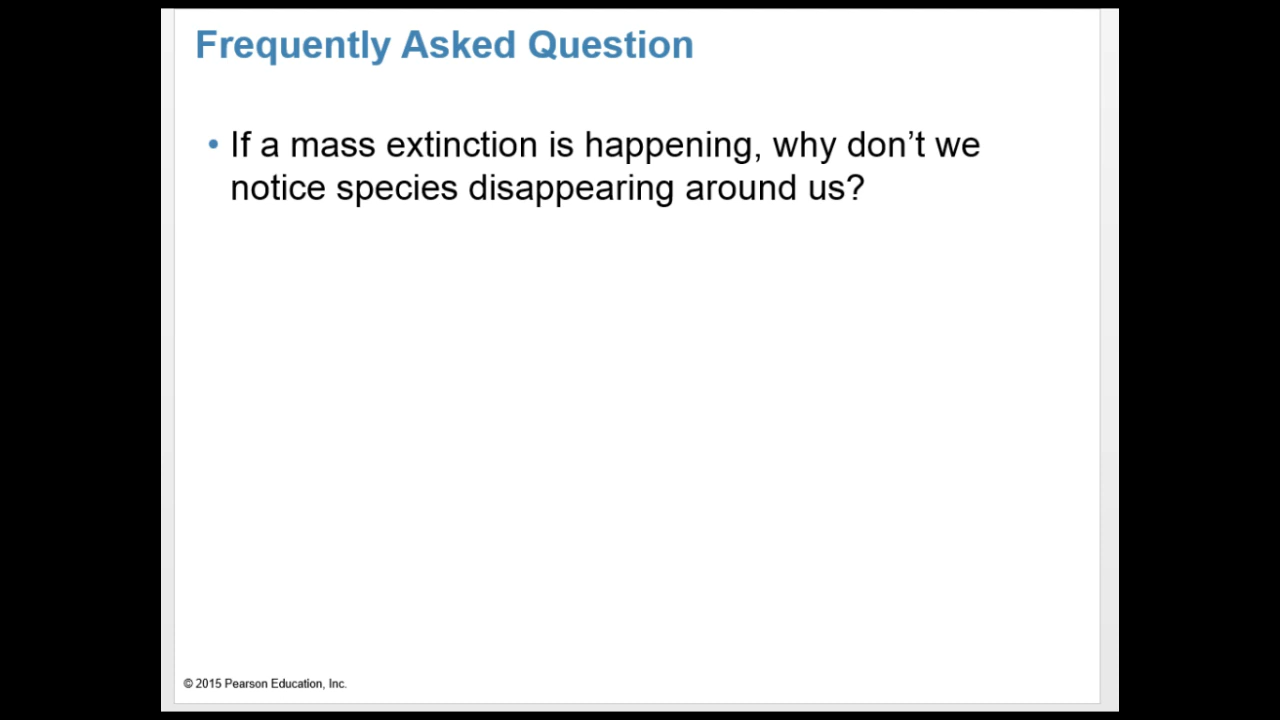 Frequently Asked Question
• If a mass extinction is happening, why don’t we
notice species disappearing around us?
© 2015 Pearson Education, Inc.